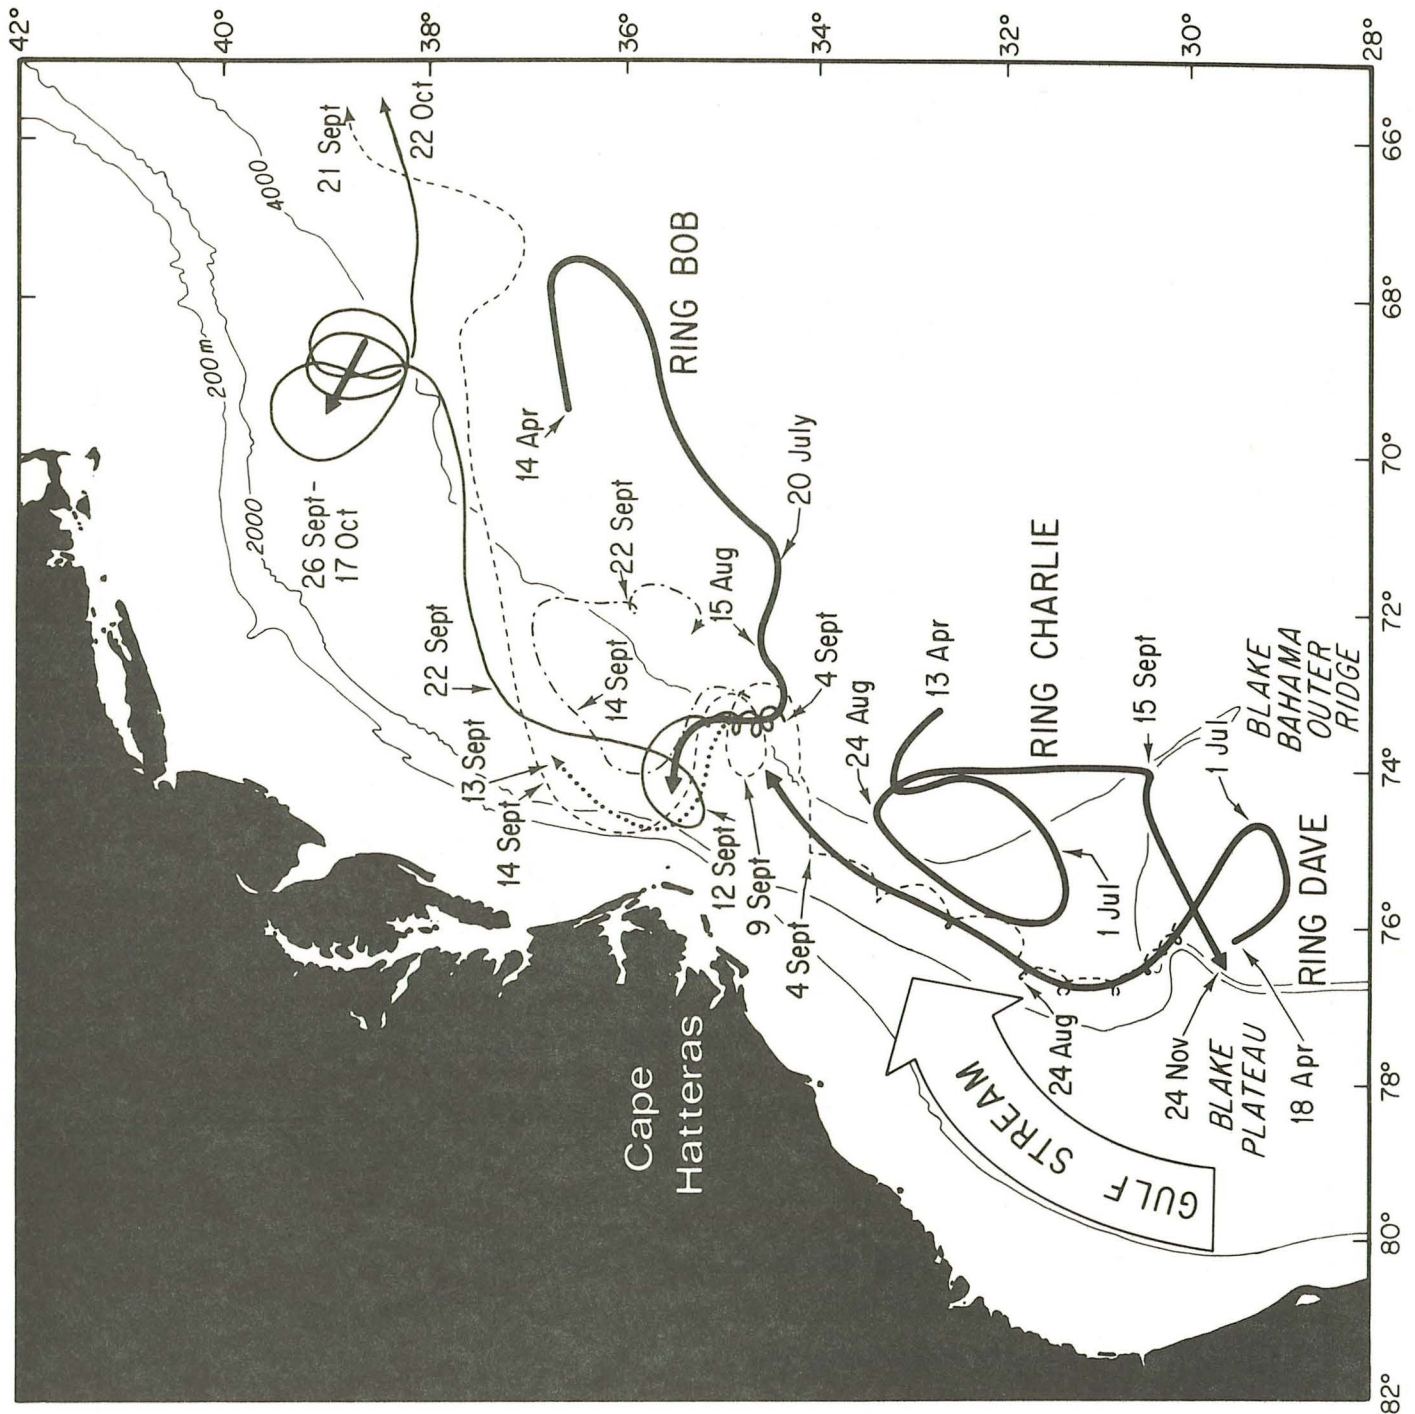 42°
40°
38°
36°
34°
32°
30°
28°
66°
68°
70°
72°
74°
76°
78°
80°
82°
21 Sept
22 Oct
4000
200m
2000
26 Sept-
17 Oct
RING BOB
14 Apr
20 July
22 Sept
15 Aug
22 Sept
14 Sept
4 Sept
13 Sept
14 Sept
12 Sept
9 Sept
4 Sept
24 Aug
13 Apr
RING CHARLIE
15 Sept
1 Jul
1 Jul
BLAKE
BAHAMA
OUTER
RIDGE
RING DAVE
24 Aug
24 Nov
18 Apr
BLAKE
PLATEAU
GULF STREAM
Cape
Hatteras